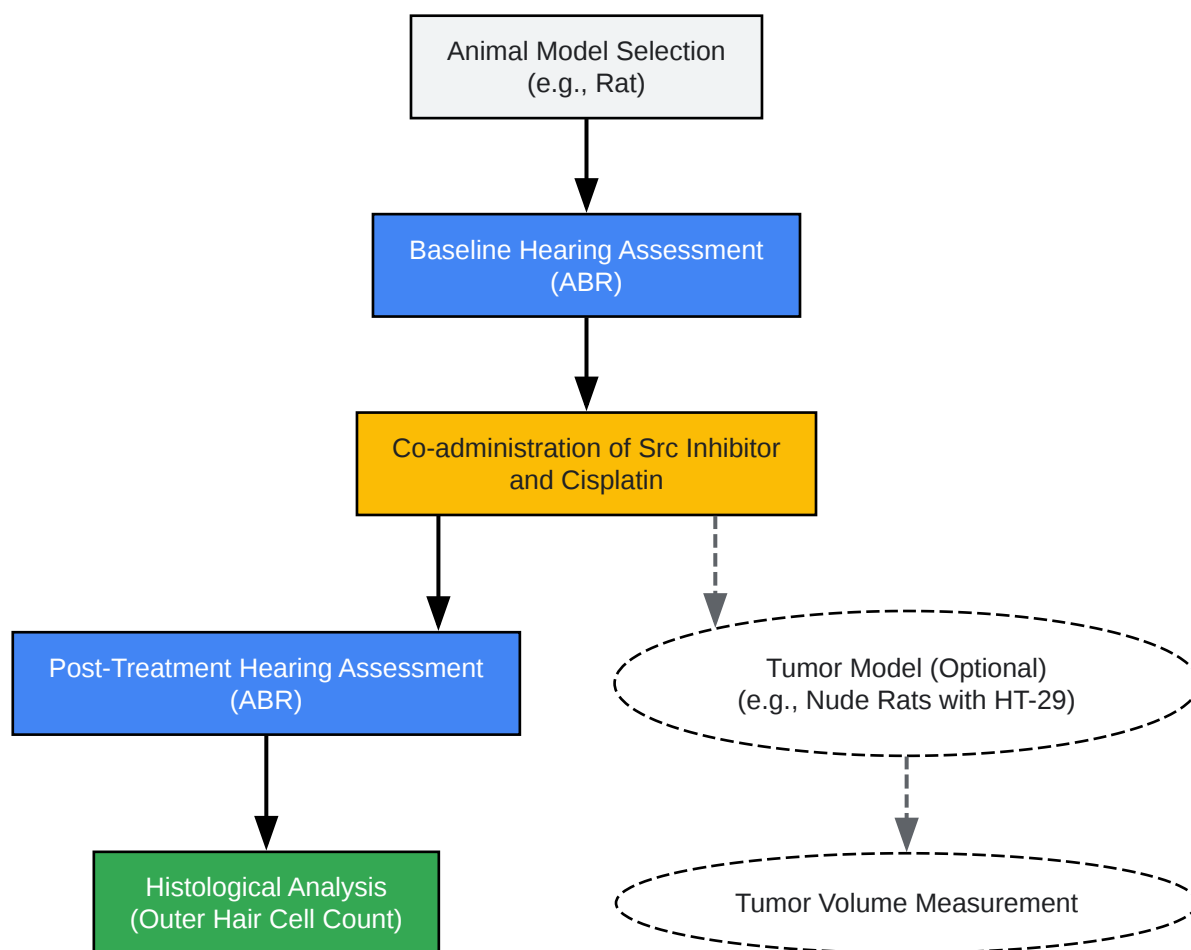 Animal Model Selection
(e.g., Rat)
Baseline Hearing Assessment
(ABR)
Co-administration of Src Inhibitor
and Cisplatin
Post-Treatment Hearing Assessment
(ABR)
Tumor Model (Optional)
(e.g., Nude Rats with HT-29)
Histological Analysis
(Outer Hair Cell Count)
Tumor Volume Measurement